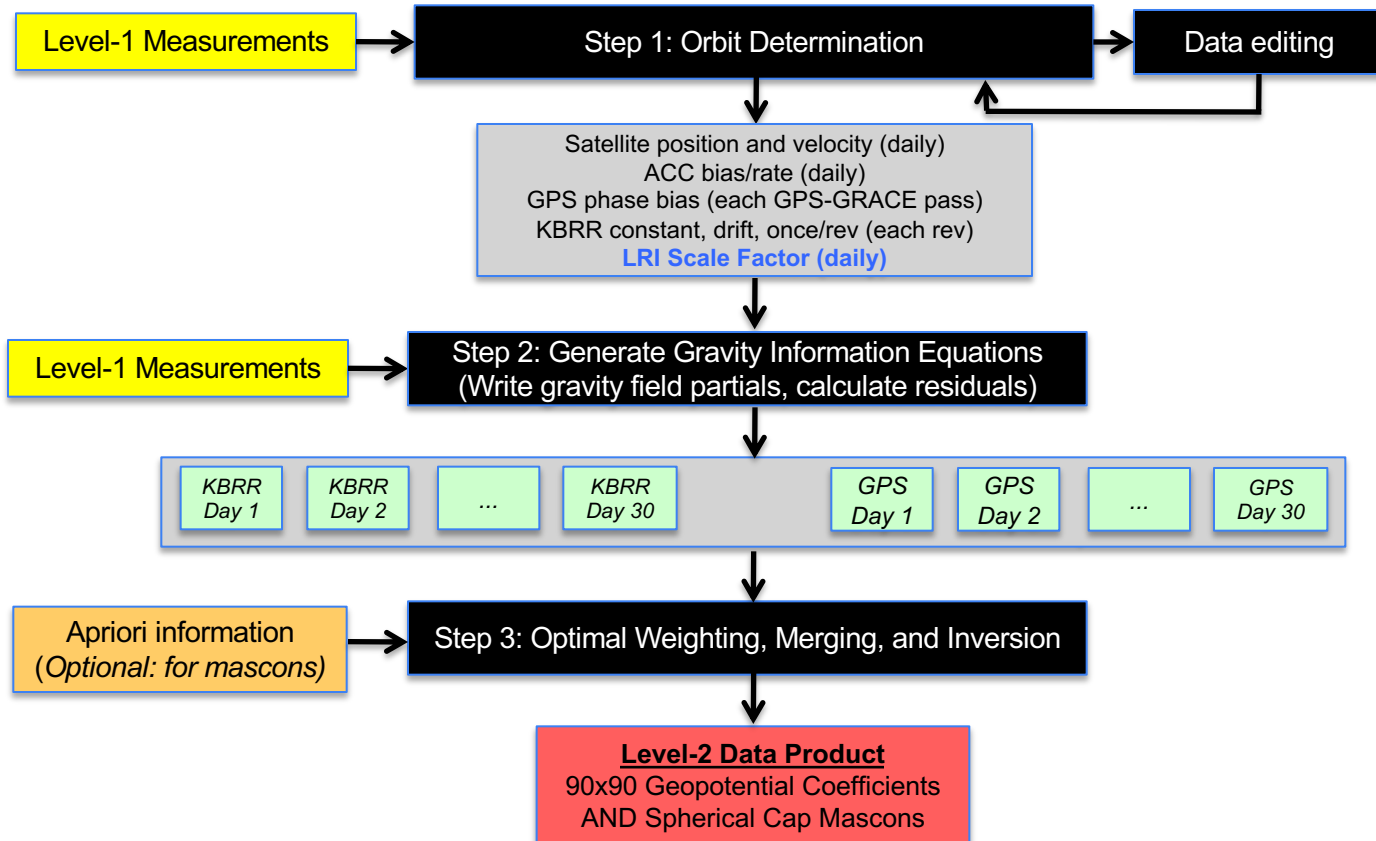 Level-1 Measurements
Step 1: Orbit Determination
Data editing
Satellite position and velocity (daily)
ACC bias/rate (daily)
GPS phase bias (each GPS-GRACE pass)
KBRR constant, drift, once/rev (each rev)
LRI Scale Factor (daily)
Level-1 Measurements
Step 2: Generate Gravity Information Equations
(Write gravity field partials, calculate residuals)
KBRR
Day 1
KBRR
Day 2
...
KBRR
Day 30
GPS
Day 1
GPS
Day 2
...
GPS
Day 30
Apriori information
(Optional: for mascons)
Step 3: Optimal Weighting, Merging, and Inversion
Level-2 Data Product
90x90 Geopotential Coefficients
AND Spherical Cap Mascons